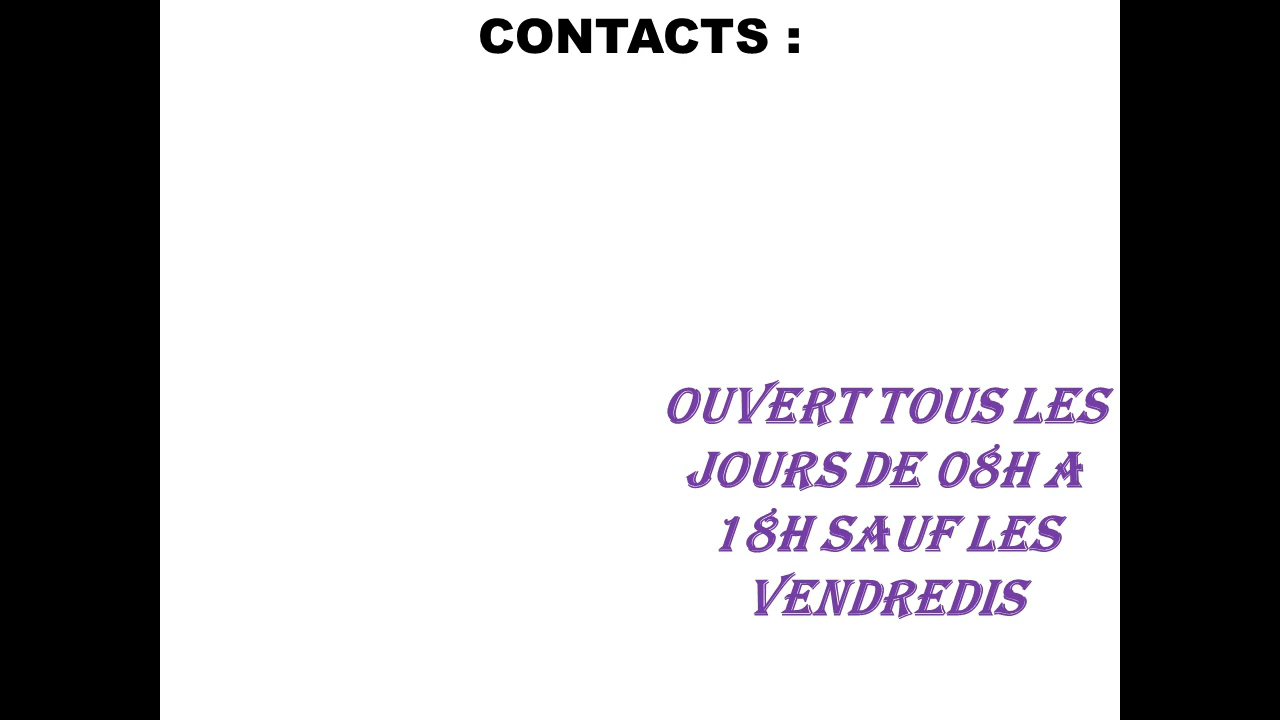 CONTACTS :
OUVERT TOUS LES
JOURS DE 08H A
18H SAUF LES
VENDREDIS